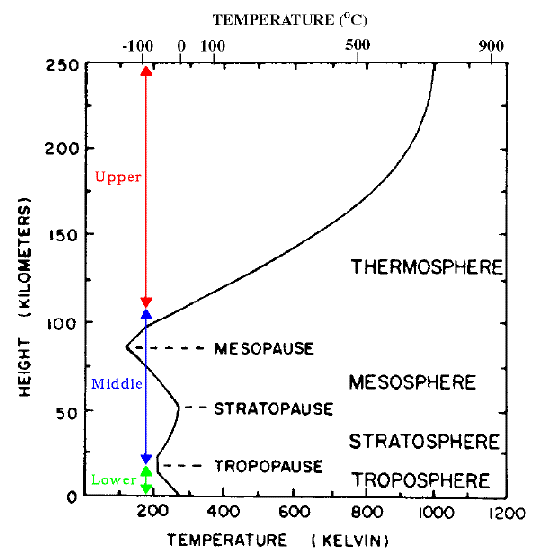 TEMPERATURE (°C)
-100 0 100 500 900
250
200
Upper
150
THERMOSPHERE
100
MESOPAUSE
MESOSPHERE
Middle
50
STRATOPAUSE
STRATOSPHERE
TROPOPAUSE
Lower
TROPOSPHERE
0
200 400 600 800 1000 1200
TEMPERATURE (KELVIN)
HEIGHT (KILOMETERS)